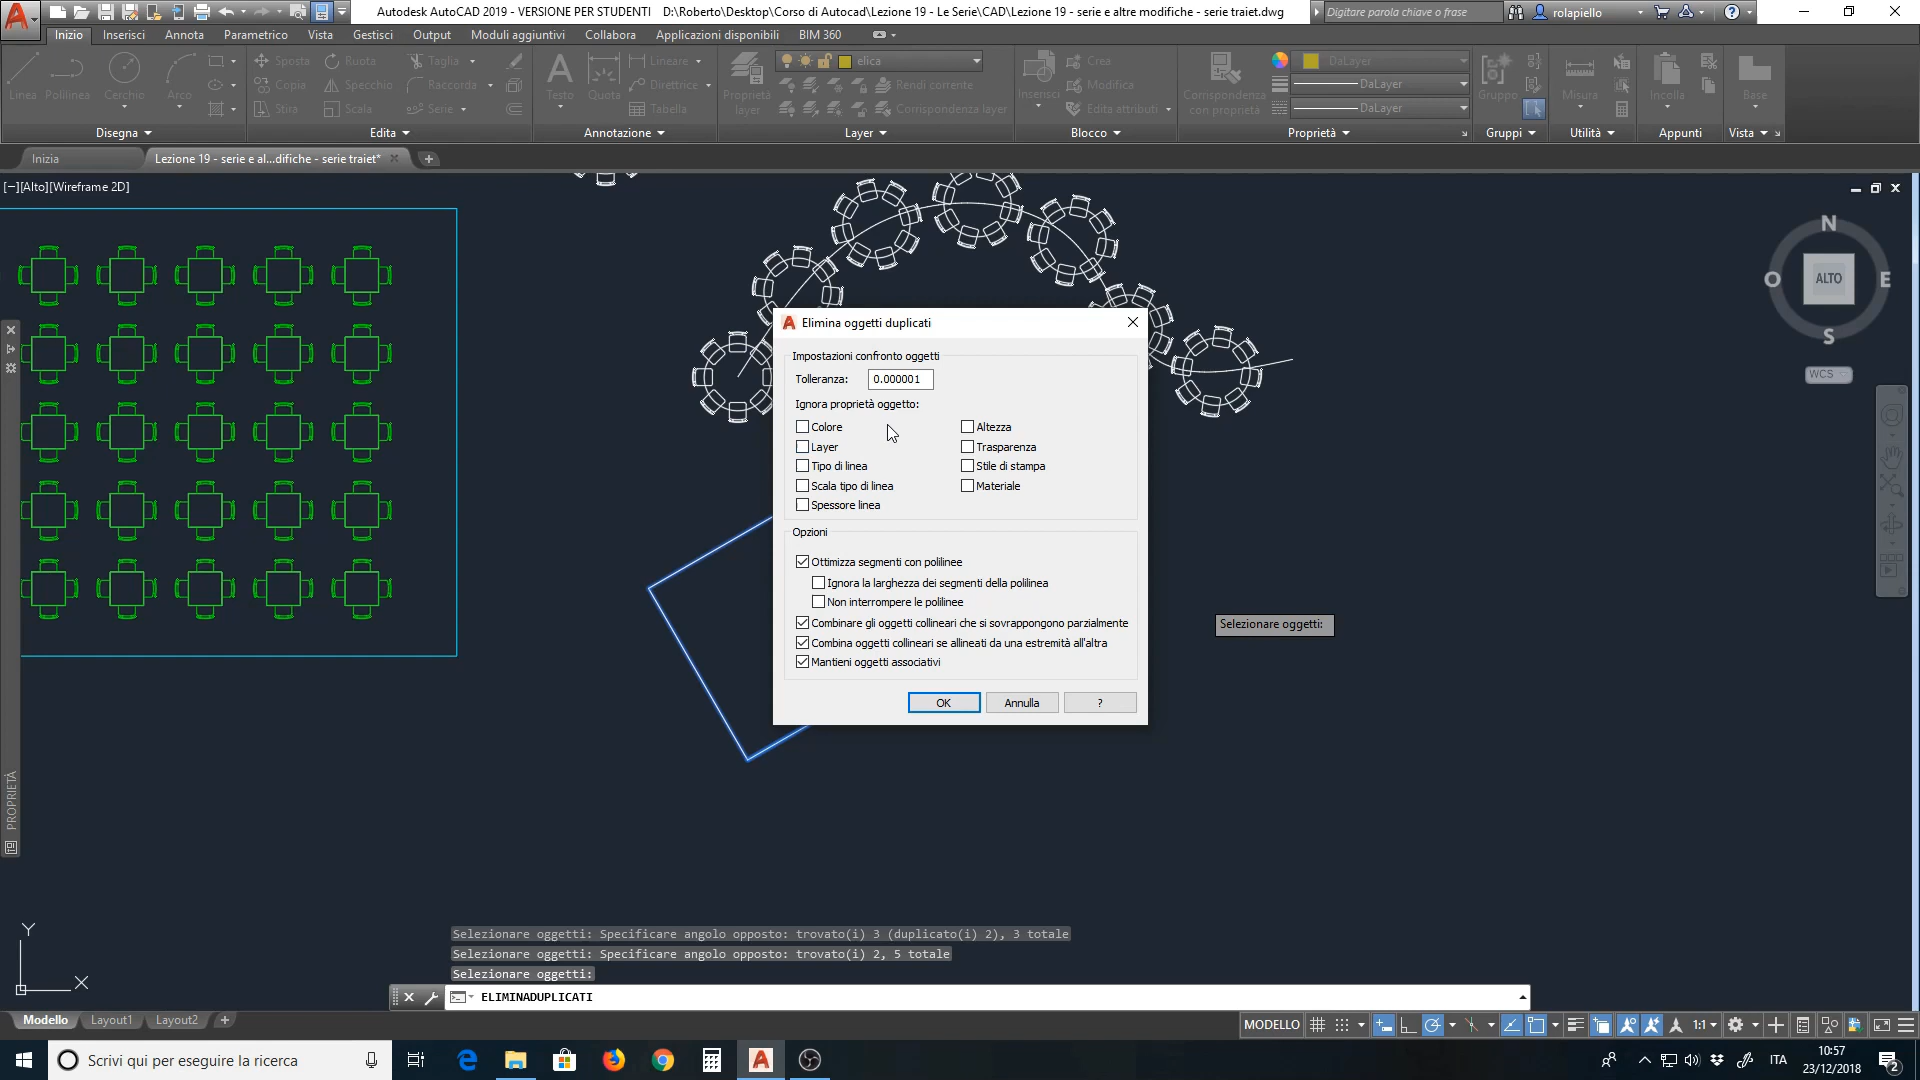 Autodesk AutoCAD 2019 - VERSIONE PER STUDENTI D:\Roberto\Desktop\Corso di Autocad\Lezione 19 - Le Serie\CAD\Lezione 19 - serie e altre modifiche - serie traiet.dwg
Digitare parola chiave o frase
rolapiello
Inizio Inserisci Annota Parametrico Vista Gestisci Output Moduli aggiuntivi Collabora Applicazioni disponibili BIM 360
Linea Polilinea Cerchio Arco
Sposta Ruota Taglia
Copia Specchio Raccorda
Stira Scala Serie
Testo Quota
Lineare
Direttrice
Tabella
Proprietà layer
elica
Rendi corrente
Corrispondenza layer
Inserisci
Crea
Modifica
Edita attributi
Corrispondenza con proprietà
DaLayer
DaLayer
DaLayer
Gruppo
Misura
Incolla
Base
Disegna Edita Annotazione Layer Blocco Proprietà Gruppi Utilità Appunti Vista
Inizia
Lezione 19 - serie e al...difiche - serie traiet*
[−][Alto][Wireframe 2D]
N
O ALTO E
S
WCS
PROPRIETÀ
Elimina oggetti duplicati
Impostazioni confronto oggetti
Tolleranza: 0.000001
Ignora proprietà oggetto:
Colore Altezza
Layer Trasparenza
Tipo di linea Stile di stampa
Scala tipo di linea Materiale
Spessore linea
Opzioni
Ottimizza segmenti con polilinee
Ignora la larghezza dei segmenti della polilinea
Non interrompere le polilinee
Combinare gli oggetti collineari che si sovrappongono parzialmente
Combina oggetti collineari se allineati da una estremità all'altra
Mantieni oggetti associativi
OK Annulla ?
Selezionare oggetti:
Y
X
Selezionare oggetti: Specificare angolo opposto: trovato(i) 3 (duplicato(i) 2), 3 totale
Selezionare oggetti: Specificare angolo opposto: trovato(i) 2, 5 totale
Selezionare oggetti:
ELIMINADUPLICATI
Modello Layout1 Layout2
MODELLO 1:1
Scrivi qui per eseguire la ricerca
ITA
10:57
23/12/2018
2